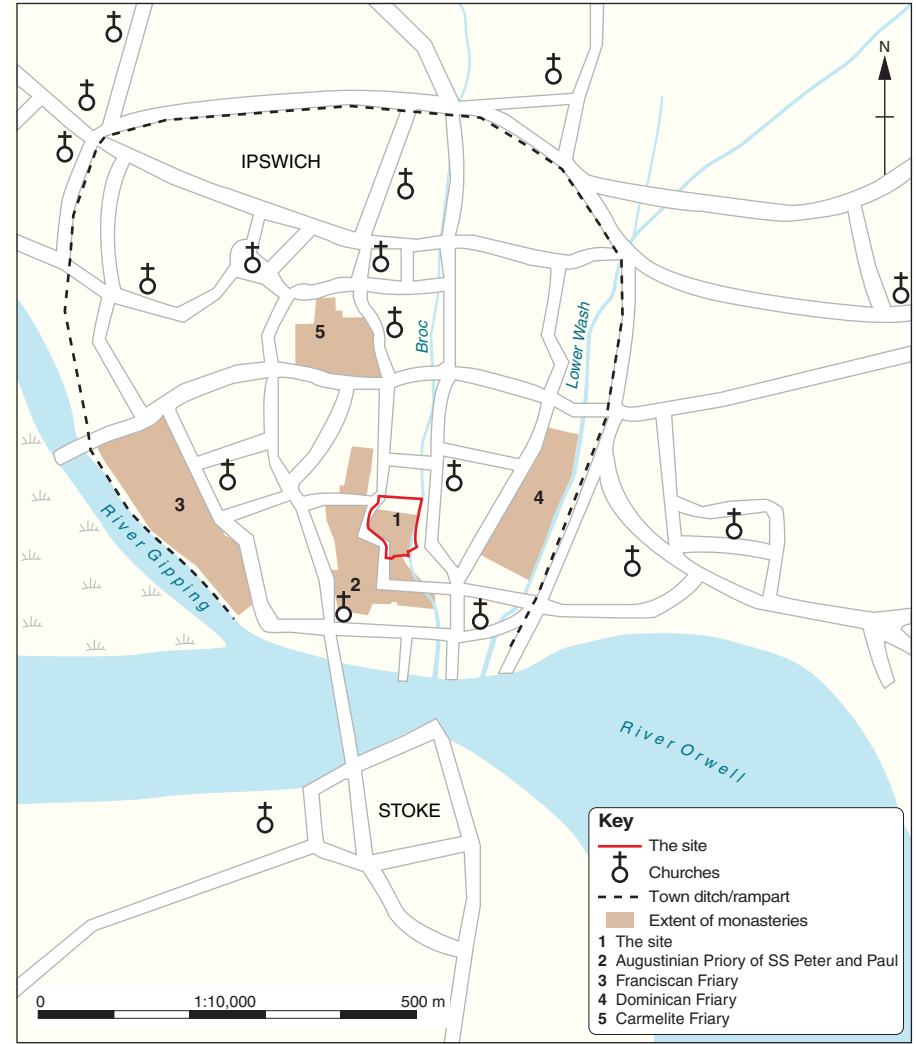 N
IPSWICH
5
Broc
Lower Wash
3
4
1
2
River Gipping
River Orwell
STOKE
Key
The site
Churches
Town ditch/rampart
Extent of monasteries
1 The site
2 Augustinian Priory of SS Peter and Paul
3 Franciscan Friary
4 Dominican Friary
5 Carmelite Friary
0 1:10,000 500 m